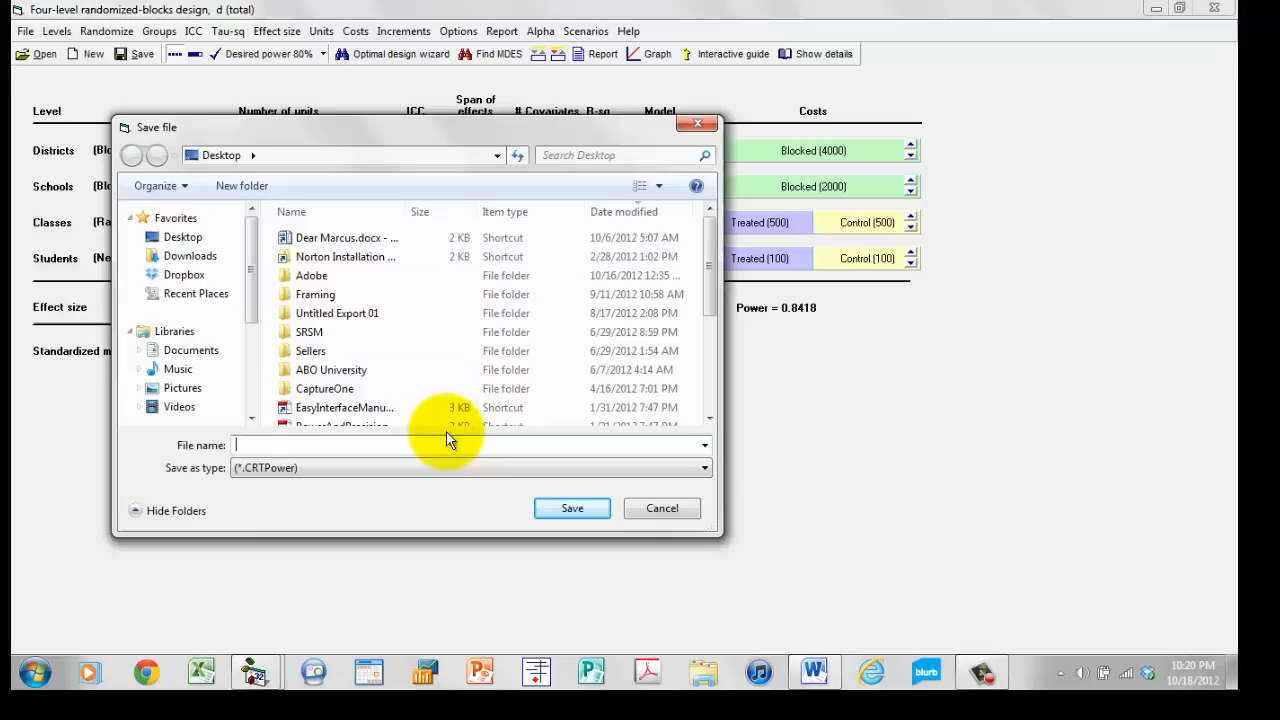 Four-level randomized-blocks design, d (total)
File Levels Randomize Groups ICC Tau-sq Effect size Units Costs Increments Options Report Alpha Scenarios Help
Open New Save Desired power 80% Optimal design wizard Find MDES Report Graph Interactive guide Show details
Level Number of units ICC Span of effects # Covariates R-sq Model Costs
Save file
Districts (Blo Blocked (4000)
Desktop Search Desktop
Schools (Blo Blocked (2000)
Organize New folder
Name Size Item type Date modified
Classes (Ra Treated (500) Control (500)
Favorites
Desktop Dear Marcus.docx - ... 2 KB Shortcut 10/6/2012 5:07 AM
Downloads Norton Installation ... 2 KB Shortcut 2/28/2012 1:02 PM
Students (Ne Treated (100) Control (100)
Dropbox Adobe File folder 10/16/2012 12:35 ...
Recent Places Framing File folder 9/11/2012 10:58 AM
Effect size Power = 0.8418
Untitled Export 01 File folder 8/17/2012 2:08 PM
Libraries SRSM File folder 6/29/2012 8:59 PM
Standardized m
Documents Sellers File folder 6/29/2012 1:54 AM
Music ABO University File folder 6/7/2012 4:14 AM
Pictures CaptureOne File folder 4/16/2012 7:01 PM
Videos EasyInterfaceManu... 3 KB Shortcut 1/31/2012 7:47 PM
PowerAndPrecision
File name:
Save as type: (*.CRTPower)
Hide Folders Save Cancel
10:20 PM
10/18/2012
blurb